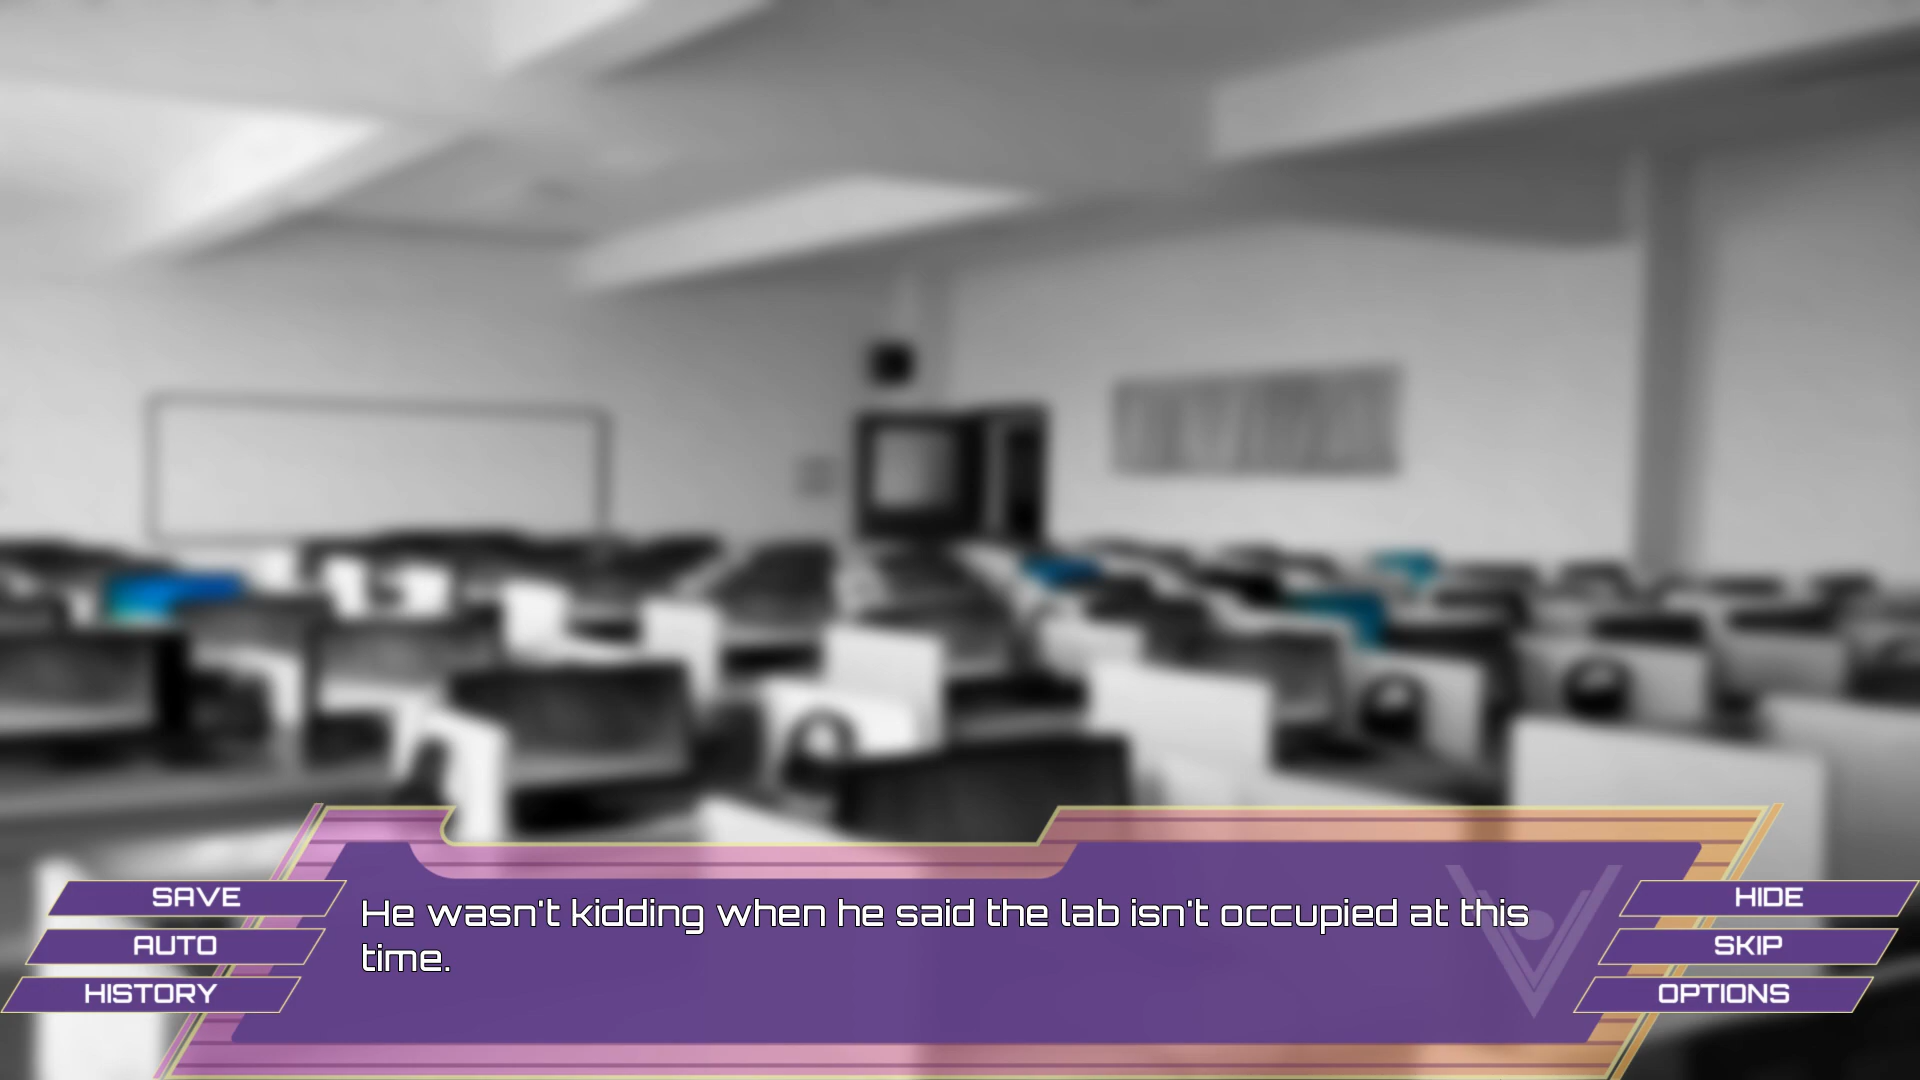 He wasn't kidding when he said the lab isn't occupied at this
time.
SAVE
AUTO
HISTORY
HIDE
SKIP
OPTIONS